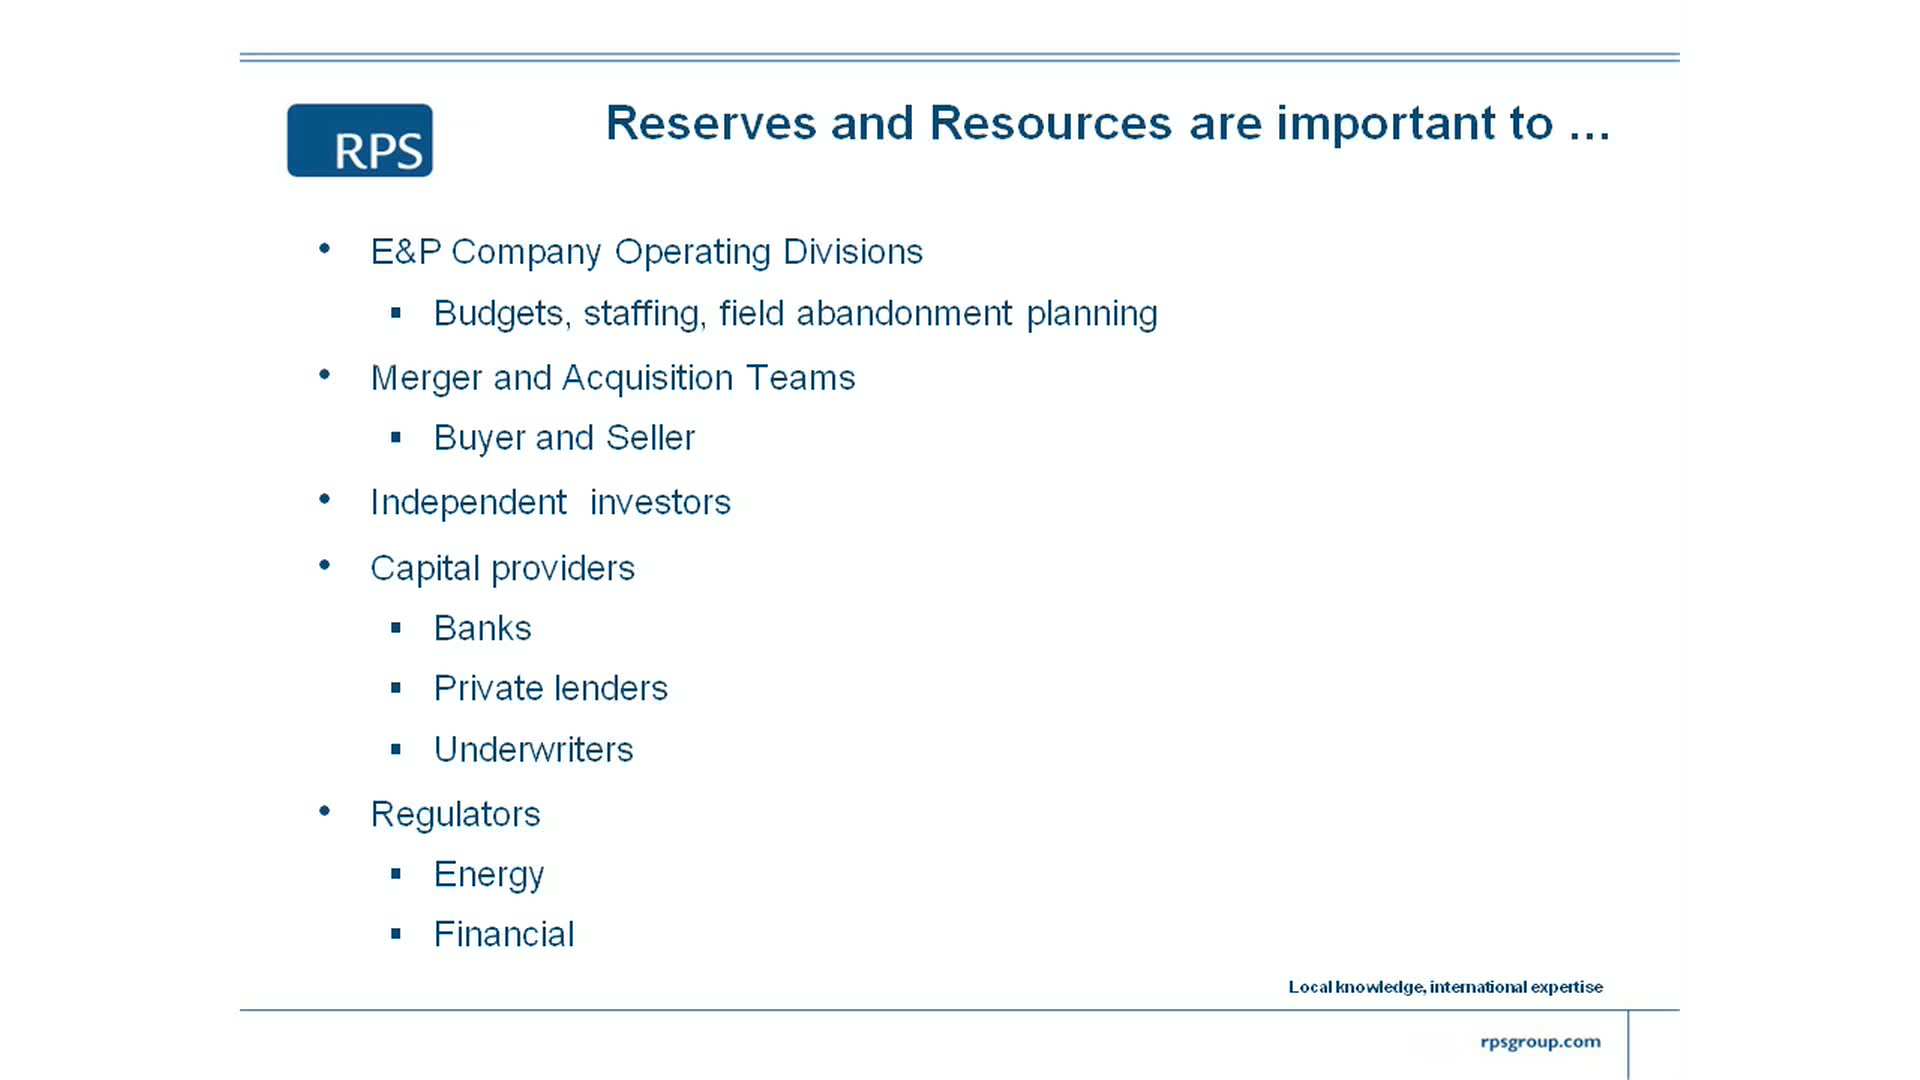 RPS
Reserves and Resources are important to ...
• E&P Company Operating Divisions
▪ Budgets, staffing, field abandonment planning
• Merger and Acquisition Teams
▪ Buyer and Seller
• Independent  investors
• Capital providers
▪ Banks
▪ Private lenders
▪ Underwriters
• Regulators
▪ Energy
▪ Financial
Local knowledge, international expertise
rpsgroup.com